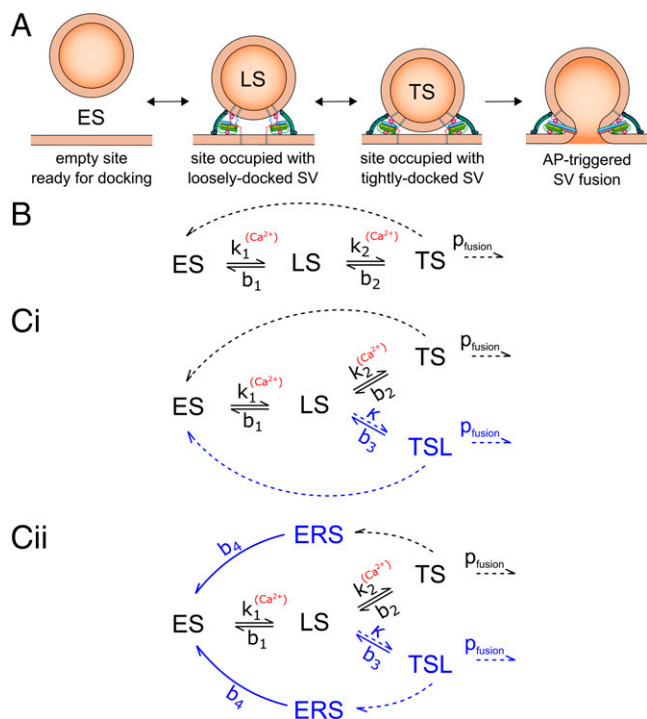 A
ES
LS
TS
empty site
ready for docking
site occupied with
loosely-docked SV
site occupied with
tightly-docked SV
AP-triggered
SV fusion
B
ES k₁(Ca²⁺) b₁ LS k₂(Ca²⁺) b₂ TS pfusion
Ci
TS pfusion
k₂(Ca²⁺) b₂
ES k₁(Ca²⁺) b₁ LS
κ b₃
TSL pfusion
Cii
ERS
b₄
TS pfusion
k₂(Ca²⁺) b₂
ES k₁(Ca²⁺) b₁ LS
κ b₃
TSL pfusion
b₄
ERS